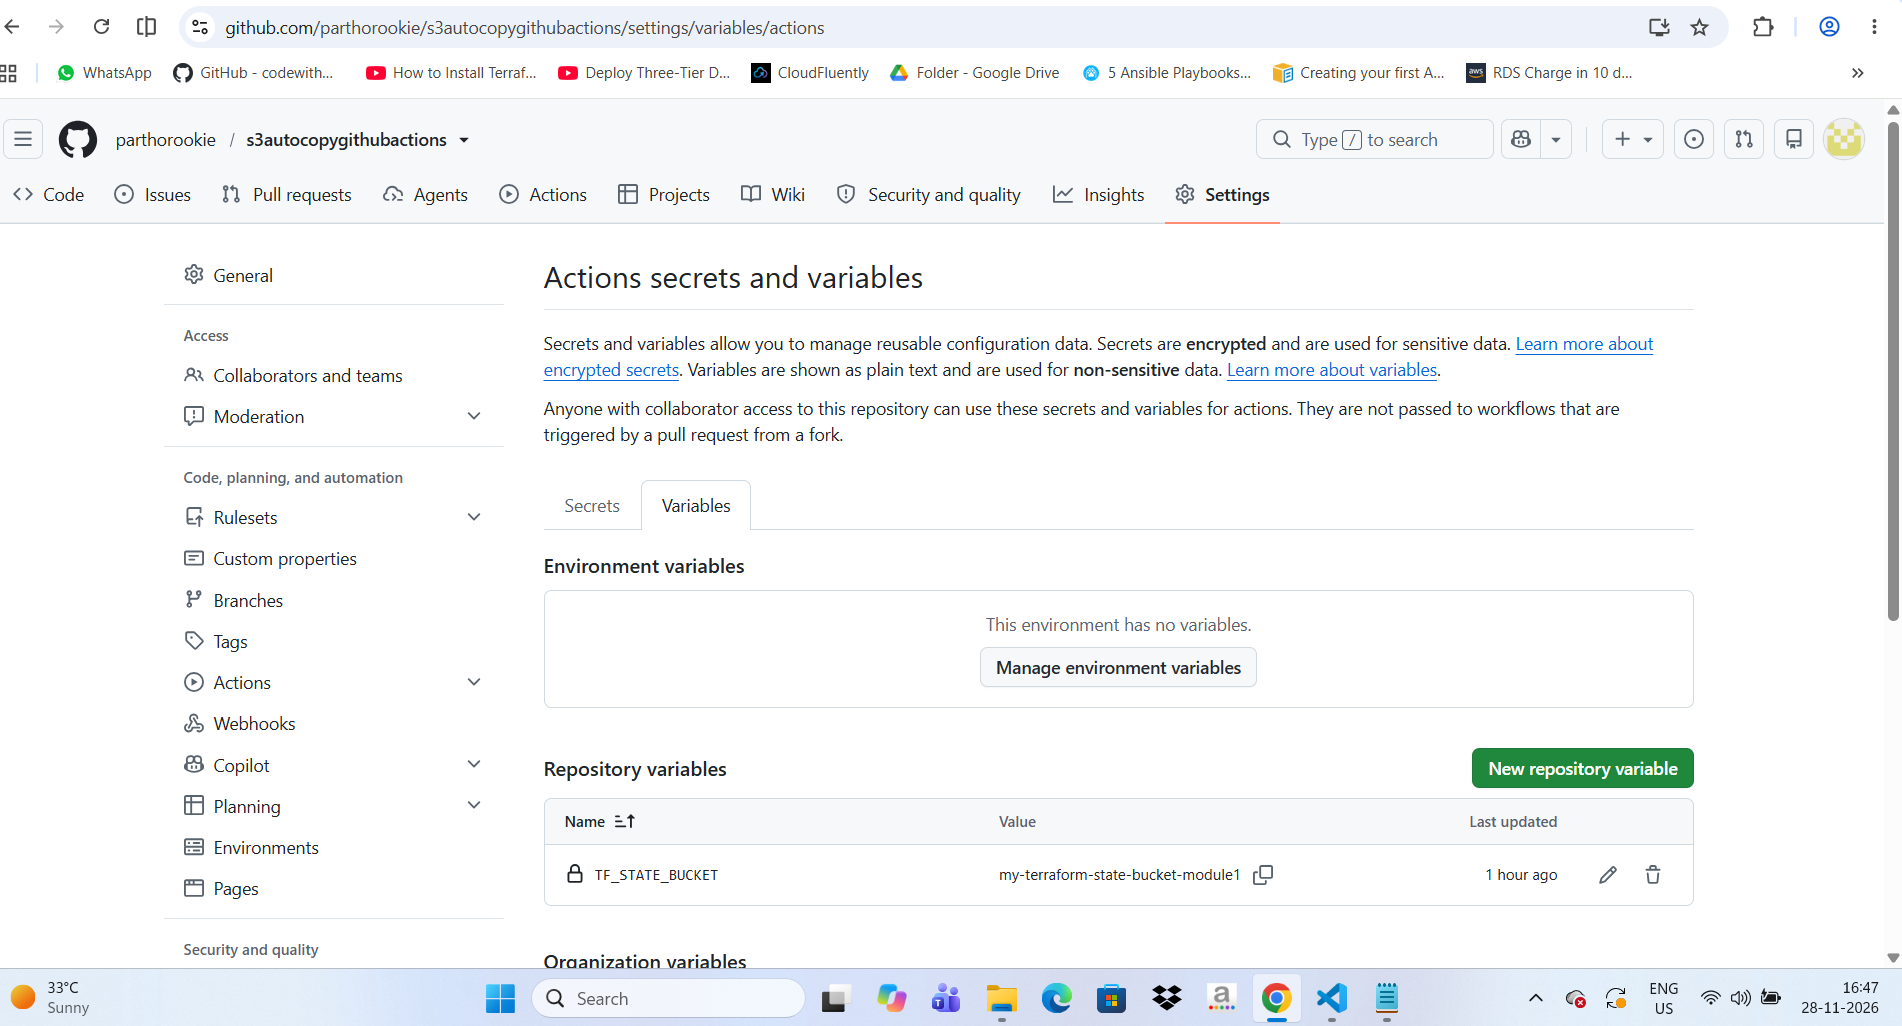 github.com/parthorookie/s3autocopygithubactions/settings/variables/actions
WhatsApp
GitHub - codewith...
How to Install Terraf...
Deploy Three-Tier D...
CloudFluently
Folder - Google Drive
5 Ansible Playbooks...
Creating your first A...
aws
RDS Charge in 10 d...
parthorookie / s3autocopygithubactions
Type / to search
Code
Issues
Pull requests
Agents
Actions
Projects
Wiki
Security and quality
Insights
Settings
General
Access
Collaborators and teams
Moderation
Code, planning, and automation
Rulesets
Custom properties
Branches
Tags
Actions
Webhooks
Copilot
Planning
Environments
Pages
Security and quality
Actions secrets and variables
Secrets and variables allow you to manage reusable configuration data. Secrets are encrypted and are used for sensitive data. Learn more about
encrypted secrets. Variables are shown as plain text and are used for non-sensitive data. Learn more about variables.
Anyone with collaborator access to this repository can use these secrets and variables for actions. They are not passed to workflows that are
triggered by a pull request from a fork.
Secrets
Variables
Environment variables
This environment has no variables.
Manage environment variables
Repository variables
New repository variable
Name
Value
Last updated
TF_STATE_BUCKET
my-terraform-state-bucket-module1
1 hour ago
Organization variables
33°C
Sunny
Search
T
a
ENG
US
16:47
28-11-2026